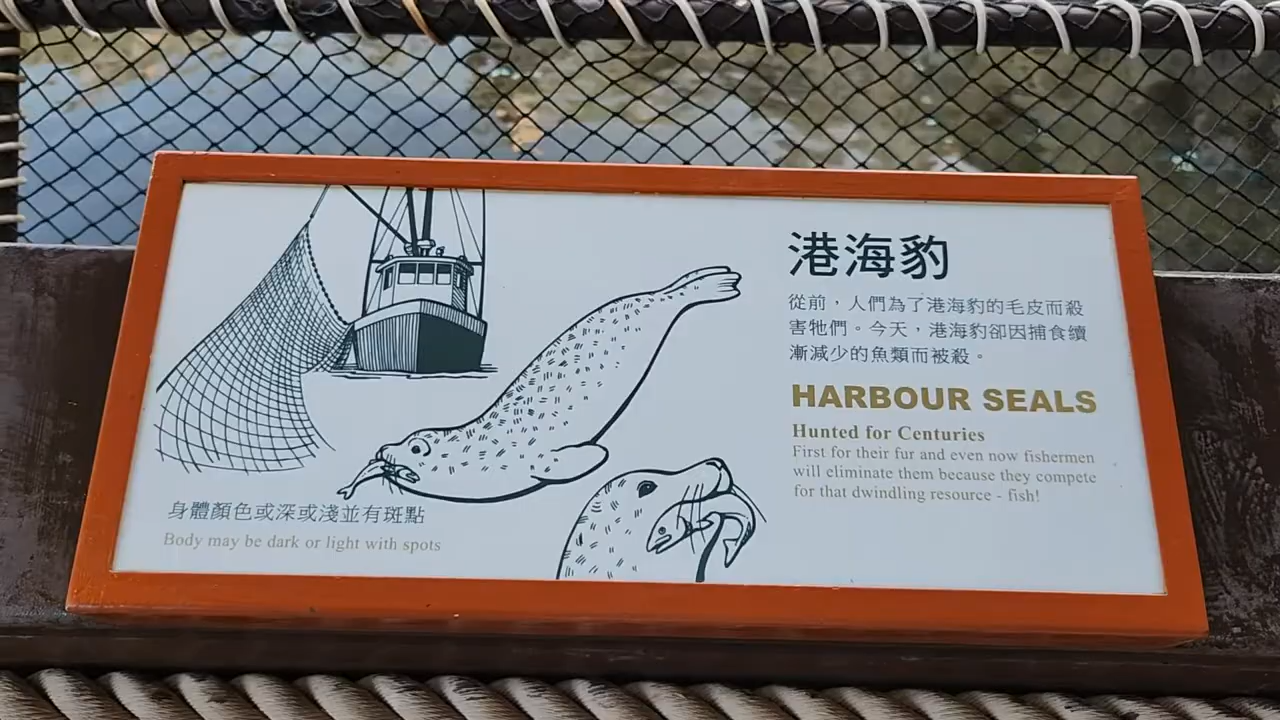 港海豹
從前，人們為了港海豹的毛皮而殺
害牠們。今天，港海豹卻因捕食續
漸減少的魚類而被殺。
HARBOUR SEALS
Hunted for Centuries
First for their fur and even now fishermen
will eliminate them because they compete
for that dwindling resource - fish!
身體顏色或深或淺並有斑點
Body may be dark or light with spots